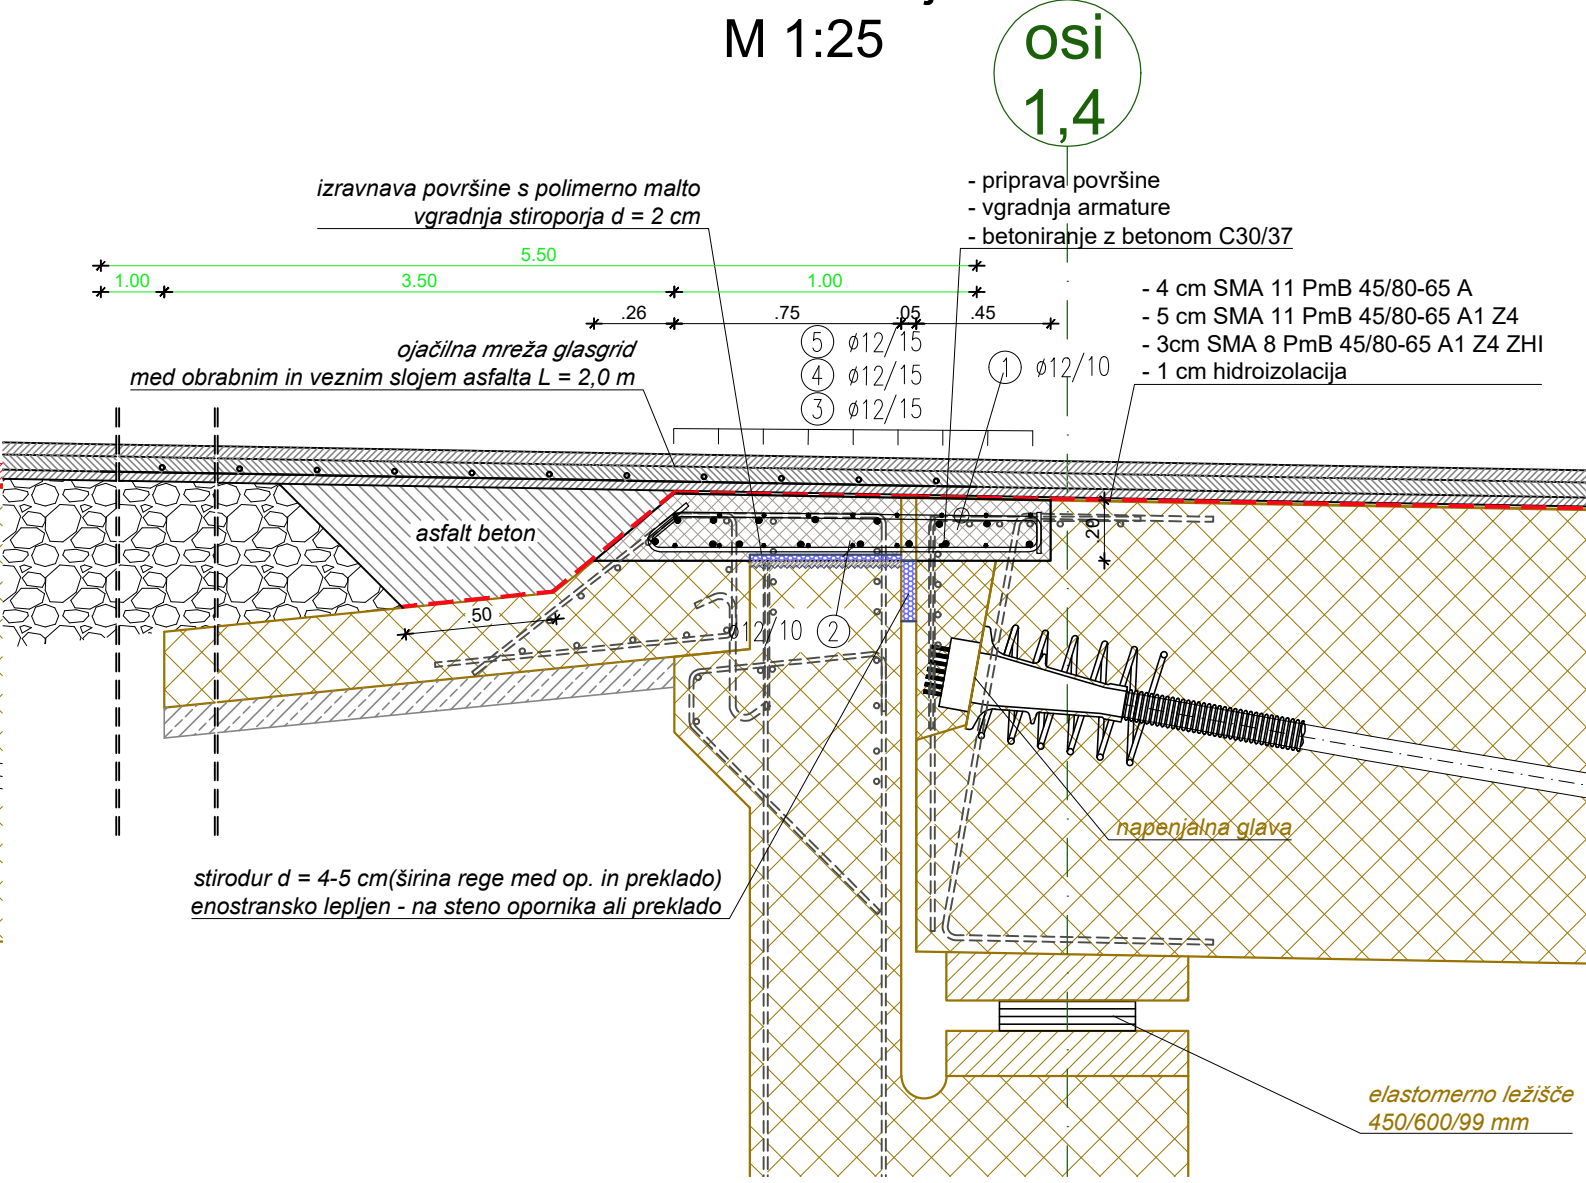 M 1:25
osi
1,4
izravnava površine s polimerno malto
vgradnja stiroporja d = 2 cm
- priprava površine
- vgradnja armature
- betoniranje z betonom C30/37
5.50
1.00
3.50
1.00
- 4 cm SMA 11 PmB 45/80-65 A
- 5 cm SMA 11 PmB 45/80-65 A1 Z4
- 3cm SMA 8 PmB 45/80-65 A1 Z4 ZHI
- 1 cm hidroizolacija
.26
.75
.05
.45
ojačilna mreža glasgrid
med obrabnim in veznim slojem asfalta L = 2,0 m
5 ø12/15
4 ø12/15
3 ø12/15
1 ø12/10
asfalt beton
.20
.50
ø12/10 2
napenjalna glava
stirodur d = 4-5 cm(širina rege med op. in preklado)
enostransko lepljen - na steno opornika ali preklado
elastomerno ležišče
450/600/99 mm